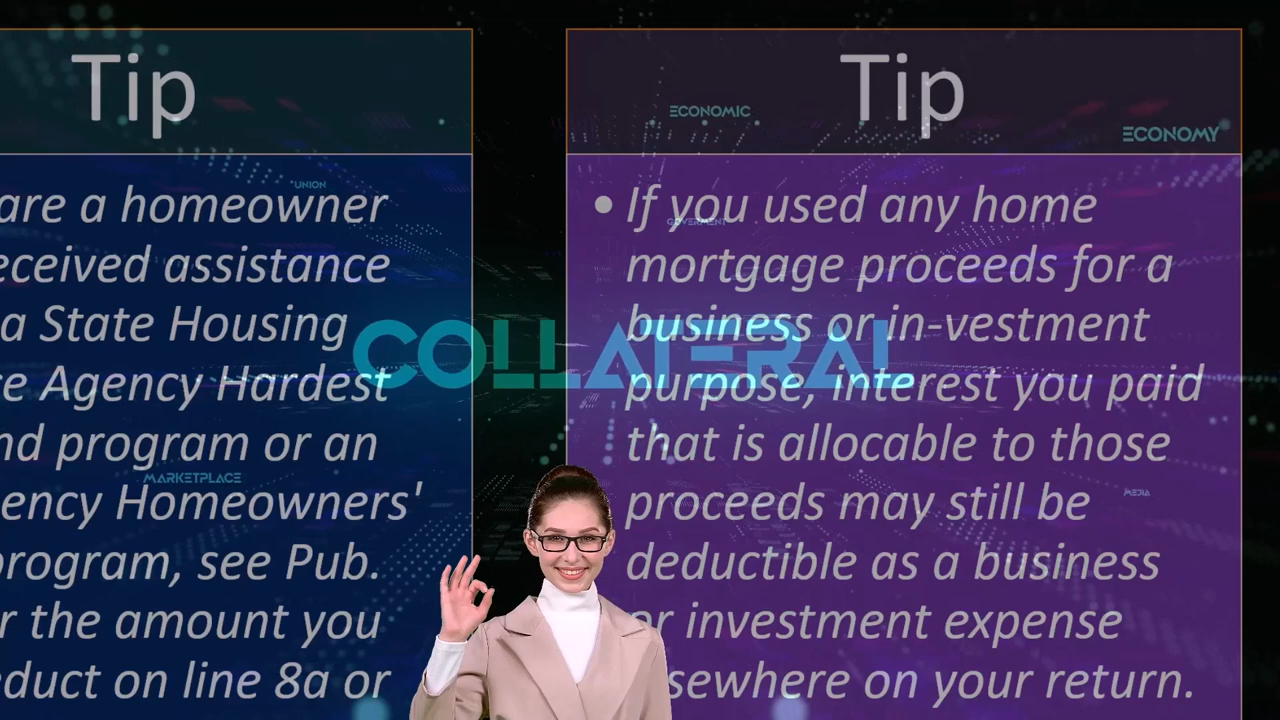 Tip
are a homeowner
eceived assistance
a State Housing
re Agency Hardest
nd program or an
ency Homeowners'
program, see Pub.
r the amount you
educt on line 8a or
Tip
• If you used any home
mortgage proceeds for a
business or in-vestment
purpose, interest you paid
that is allocable to those
proceeds may still be
deductible as a business
or investment expense
sewhere on your return.
ECONOMIC
ECONOMY
UNION
GOVERMENT
COLLATERAL
MARKETPLACE
MEDIA